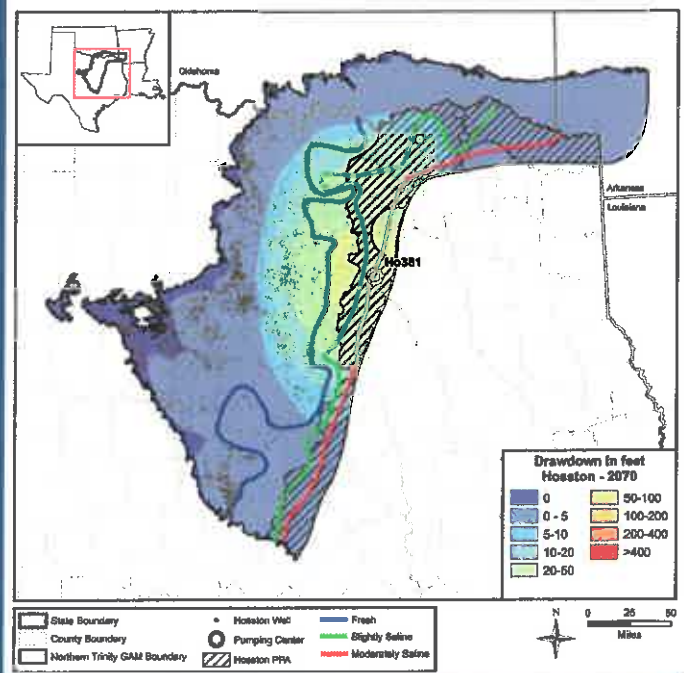 Oklahoma
Arkansas
Louisiana
Ho381
Drawdown in feet
Hosston - 2070
0
0 - 5
5-10
10-20
20-50
50-100
100-200
200-400
>400
State Boundary
County Boundary
Northern Trinity GAM Boundary
Hosston Well
Pumping Center
Hosston PPA
Fresh
Slightly Saline
Moderately Saline
N
0 25 50
Miles